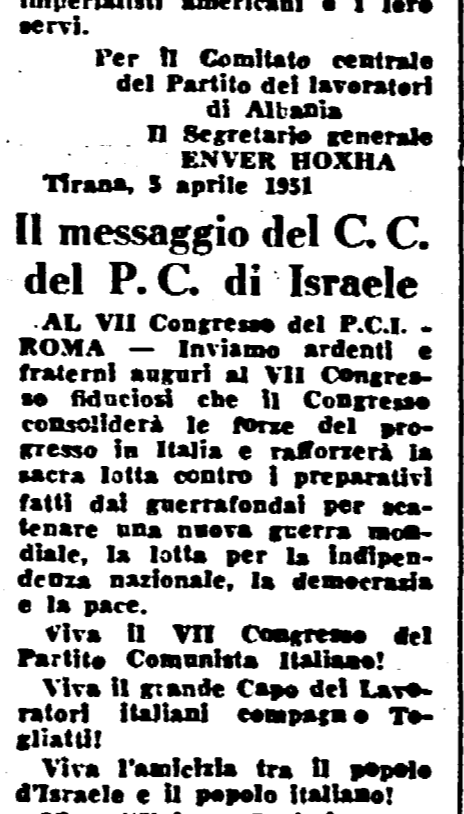 imperialisti americani e i loro
servi.
Per il Comitato centrale
del Partito dei lavoratori
di Albania
Il Segretario generale
ENVER HOXHA
Tirana, 5 aprile 1951
Il messaggio del C. C.
del P. C. di Israele
AL VII Congresso del P.C.I. -
ROMA — Inviamo ardenti e
fraterni auguri al VII Congres-
so fiduciosi che il Congresso
consoliderà le forze del pro-
gresso in Italia e rafforzerà la
sacra lotta contro i preparativi
fatti dai guerrafondai per sca-
tenare una nuova guerra mon-
diale, la lotta per la indipen-
denza nazionale, la democrazia
e la pace.
Viva il VII Congresso del
Partito Comunista Italiano!
Viva il grande Capo dei Lavo-
ratori italiani compagno To-
gliatti!
Viva l'amicizia tra il popolo
d'Israele e il popolo italiano!